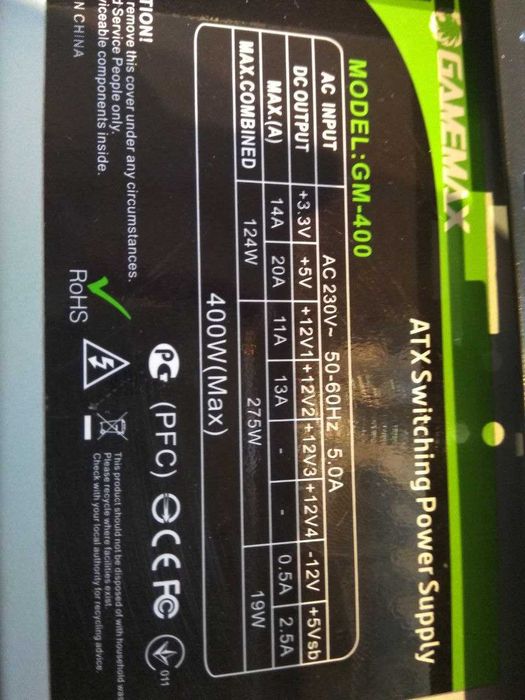 GAMEMAX
ATX Switching Power Supply
MODEL:GM-400
AC INPUT AC 230V~ 50-60Hz 5.0A
DC OUTPUT +3.3V +5V +12V1 +12V2 +12V3 +12V4 -12V +5Vsb
MAX.(A) 14A 20A 11A 13A - - 0.5A 2.5A
MAX.COMBINED 124W 275W 19W
400W(Max)
TION!
remove this cover under any circumstances.
d Service People only.
viceable components inside.
N CHINA
RoHS
(PFC) CE FC
011
This product should not be disposed of with household was
Please recycle where facilities exist.
Check with your local authority for recycling advice.